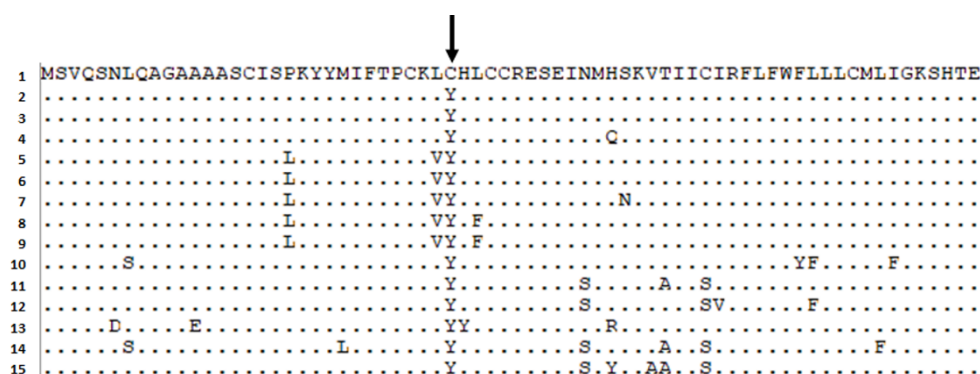 1 MSVQSNLQAGAAAASCISPKYYMIFTPCKLCHLCCRESEINMHSKVTIICIRFLFWFLLLCMLIGKSHTE
2 ..............................Y.......................................
3 ..............................Y.......................................
4 ..............................Y...........Q...........................
5 ..................L..........VY.......................................
6 ..................L..........VY.......................................
7 ..................L..........VY............N..........................
8 ..................L..........VY.F.....................................
9 ..................L..........VY.F.....................................
10 ......S.......................Y.........................YF.....F......
11 ..............................Y.........S.....A..S....................
12 ..............................Y.........S........SV......F............
13 .....D.....E..................YY..........R...........................
14 ......S...............L.......Y.........S.....A..S............F.......
15 ..............................Y.........S.Y..AA..S....................